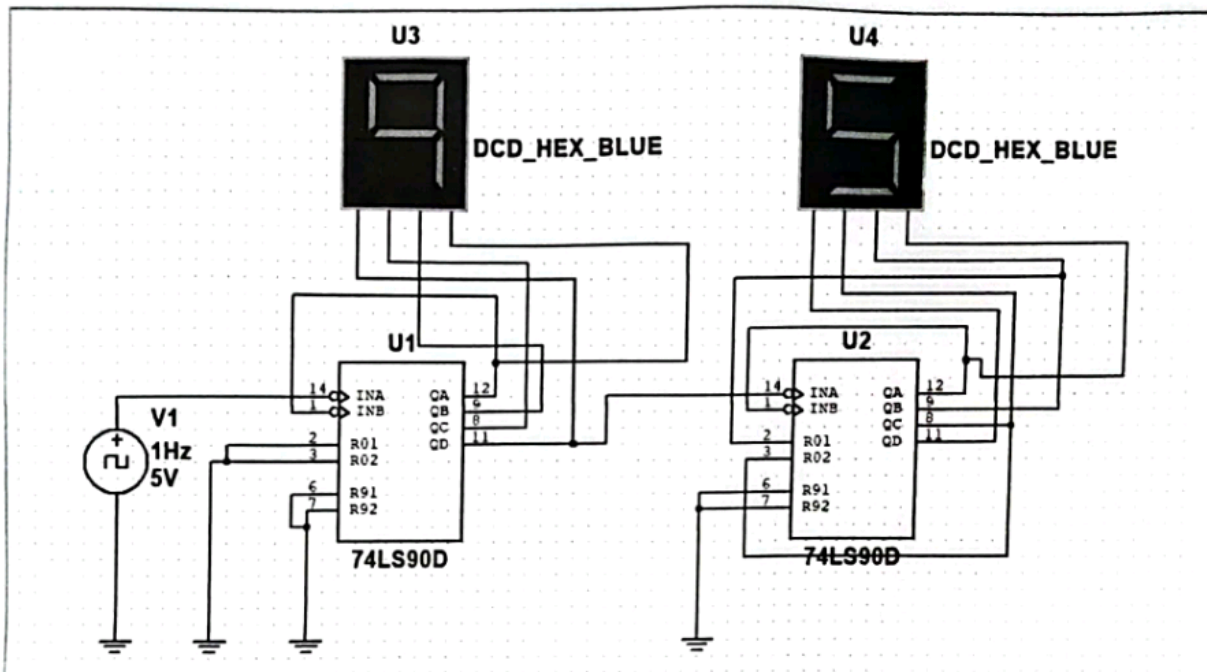 U3
U4
9
5
DCD_HEX_BLUE
DCD_HEX_BLUE
U1
U2
V1
1Hz
5V
14
INA
QA
12
1
INB
QB
9
QC
8
2
R01
QD
11
3
R02
6
R91
7
R92
74LS90D
14
INA
QA
12
1
INB
QB
9
QC
8
2
R01
QD
11
3
R02
6
R91
7
R92
74LS90D